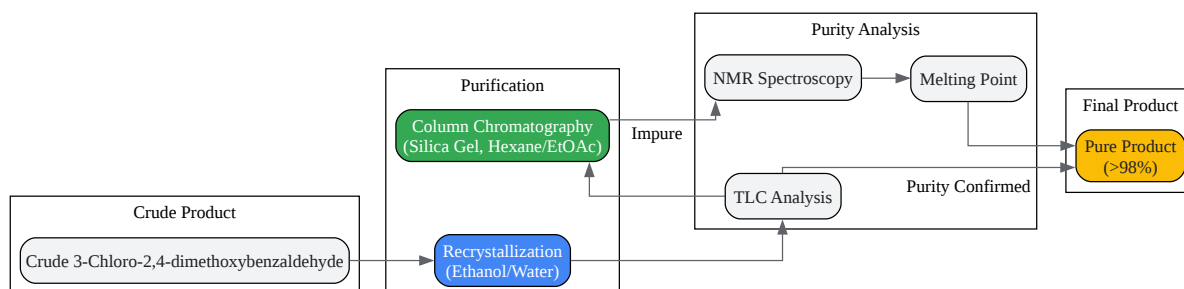 Purity Analysis
NMR Spectroscopy
Melting Point
Purification
Column Chromatography
(Silica Gel, Hexane/EtOAc)
Impure
Final Product
Pure Product
(>98%)
TLC Analysis
Purity Confirmed
Crude Product
Crude 3-Chloro-2,4-dimethoxybenzaldehyde
Recrystallization
(Ethanol/Water)